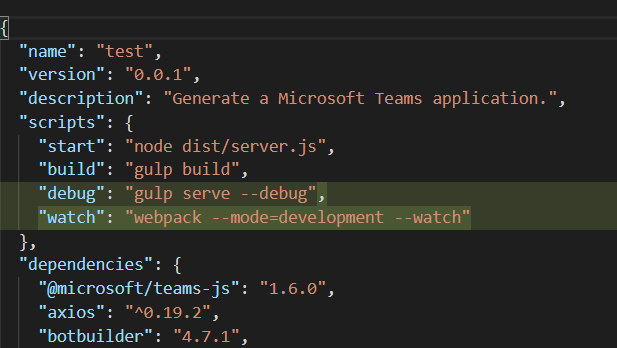 {
"name": "test",
"version": "0.0.1",
"description": "Generate a Microsoft Teams application.",
"scripts": {
"start": "node dist/server.js",
"build": "gulp build",
"debug": "gulp serve --debug",
"watch": "webpack --mode=development --watch"
},
"dependencies": {
"@microsoft/teams-js": "1.6.0",
"axios": "^0.19.2",
"botbuilder": "4.7.1",